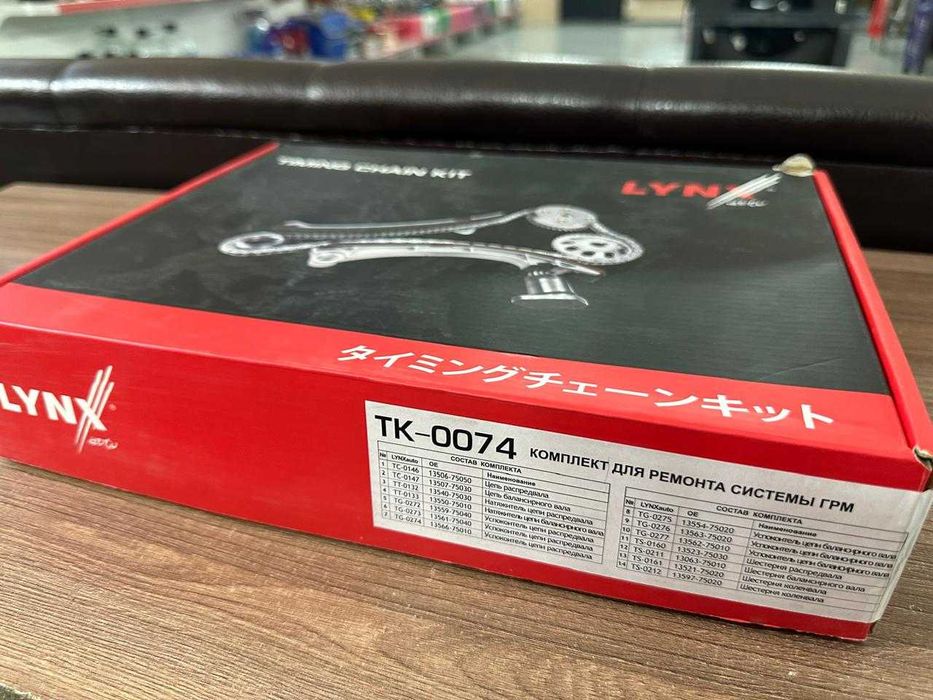 TIMING CHAIN KIT
LYNX
auto
タイミングチェーンキット
LYNX
auto
TK-0074 КОМПЛЕКТ ДЛЯ РЕМОНТА СИСТЕМЫ ГРМ
СОСТАВ КОМПЛЕКТА
№ LYNXauto OE Наименование
1 TC-0146 13506-75050 Цепь распредвала
2 TC-0147 13507-75030 Цепь балансирного вала
3 TT-0132 13540-75030 Натяжитель цепи распредвала
4 TT-0133 13550-75010 Натяжитель цепи балансирного вала
5 TG-0272 13559-75040 Успокоитель цепи распредвала
6 TG-0273 13561-75040 Успокоитель цепи распредвала
7 TG-0274 13566-75010 Успокоитель цепи распредвала
СОСТАВ КОМПЛЕКТА
№ LYNXauto OE Наименование
8 TG-0275 13554-75020 Успокоитель цепи балансирного вала
9 TG-0276 13563-75020 Успокоитель цепи балансирного вала
10 TG-0277 13562-75010 Успокоитель цепи балансирного вала
11 TS-0160 13523-75030 Шестерня распредвала
12 TS-0211 13063-75010 Шестерня балансирного вала
13 TS-0161 13521-75020 Шестерня коленвала
14 TS-0212 13597-75020 Шестерня коленвала